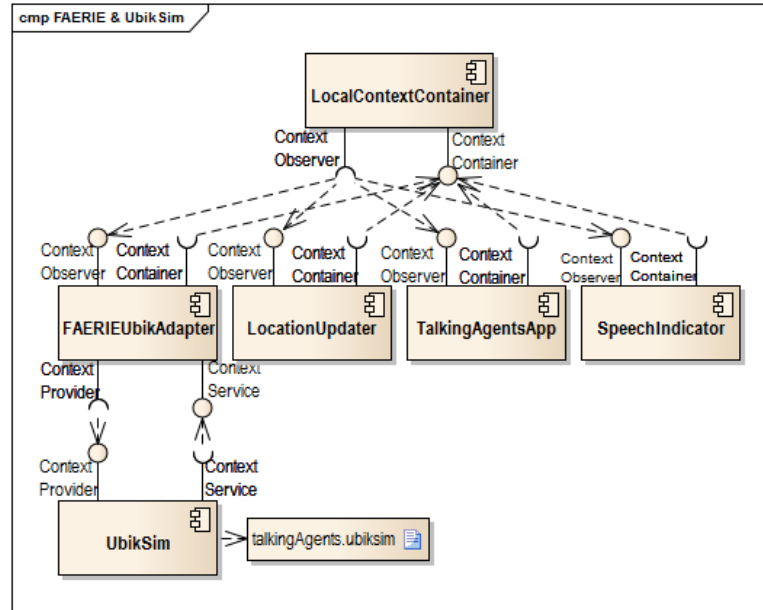 cmp FAERIE & UbikSim
LocalContextContainer
Context
Observer
Context
Container
Context
Observer
Context
Container
Context
Observer
Context
Container
Context
Observer
Context
Container
Context
Observer
Context
Container
FAERIEUbikAdapter
LocationUpdater
TalkingAgentsApp
SpeechIndicator
Context
Provider
Context
Service
Context
Provider
Context
Service
UbikSim
talkingAgents.ubiksim